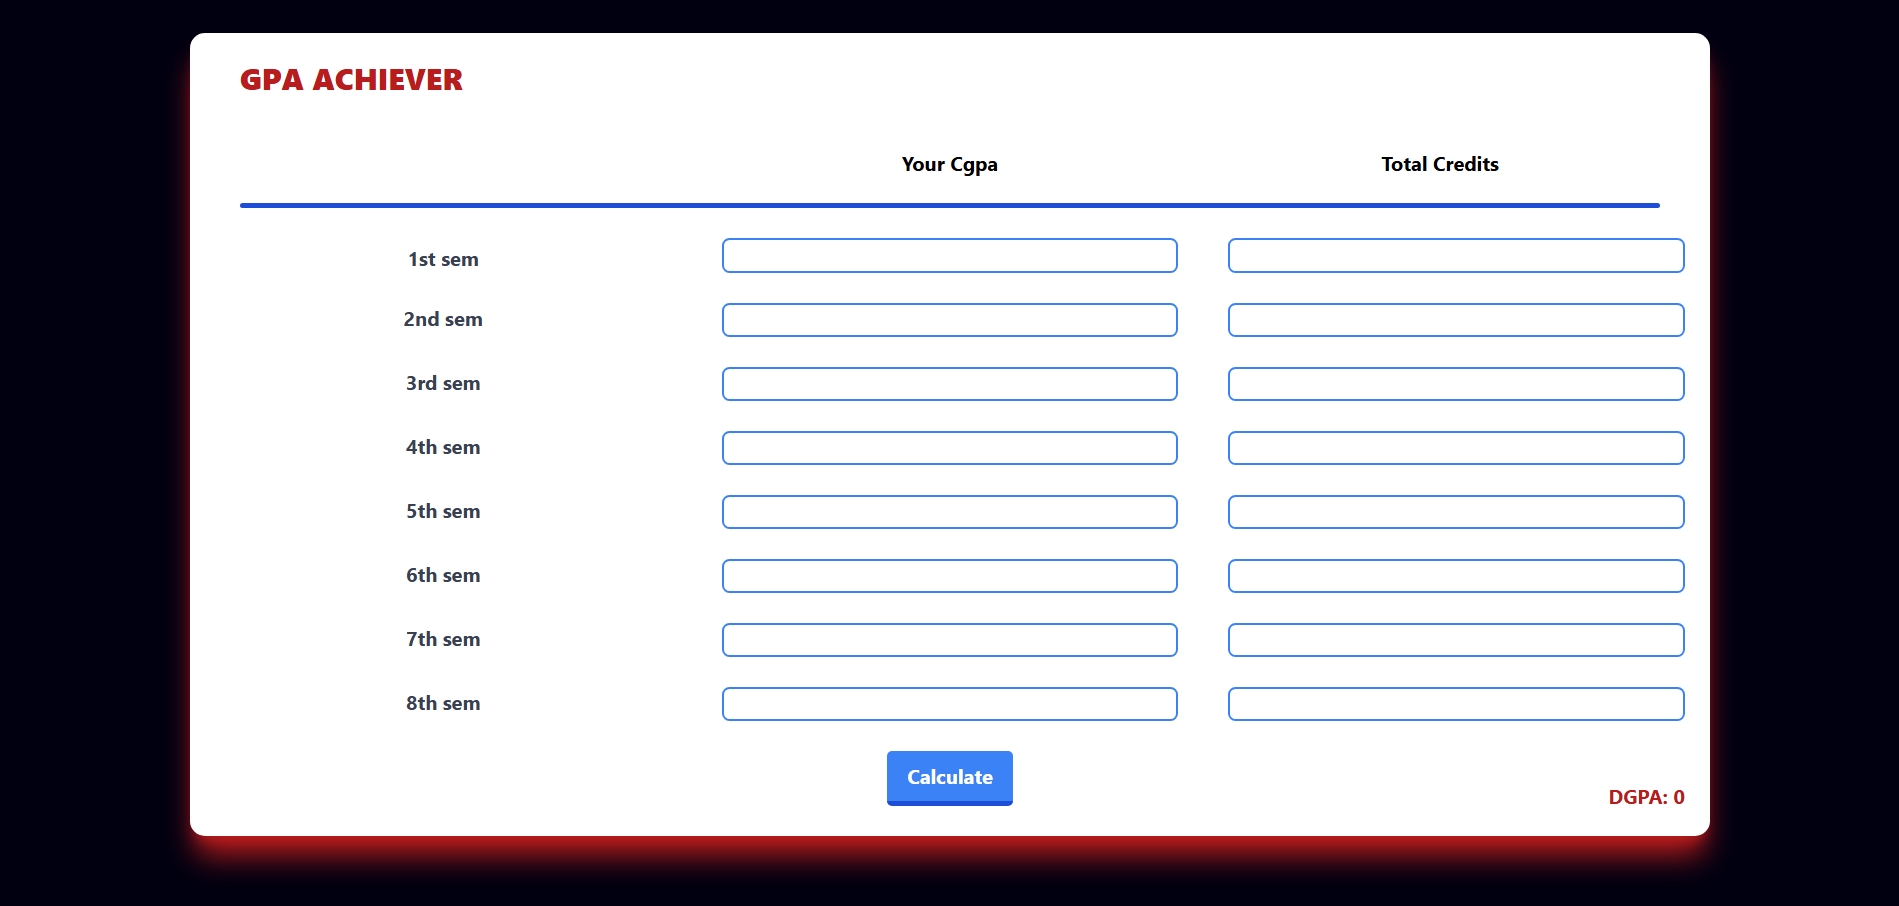 GPA ACHIEVER
Your Cgpa Total Credits
1st sem
2nd sem
3rd sem
4th sem
5th sem
6th sem
7th sem
8th sem
Calculate
DGPA: 0